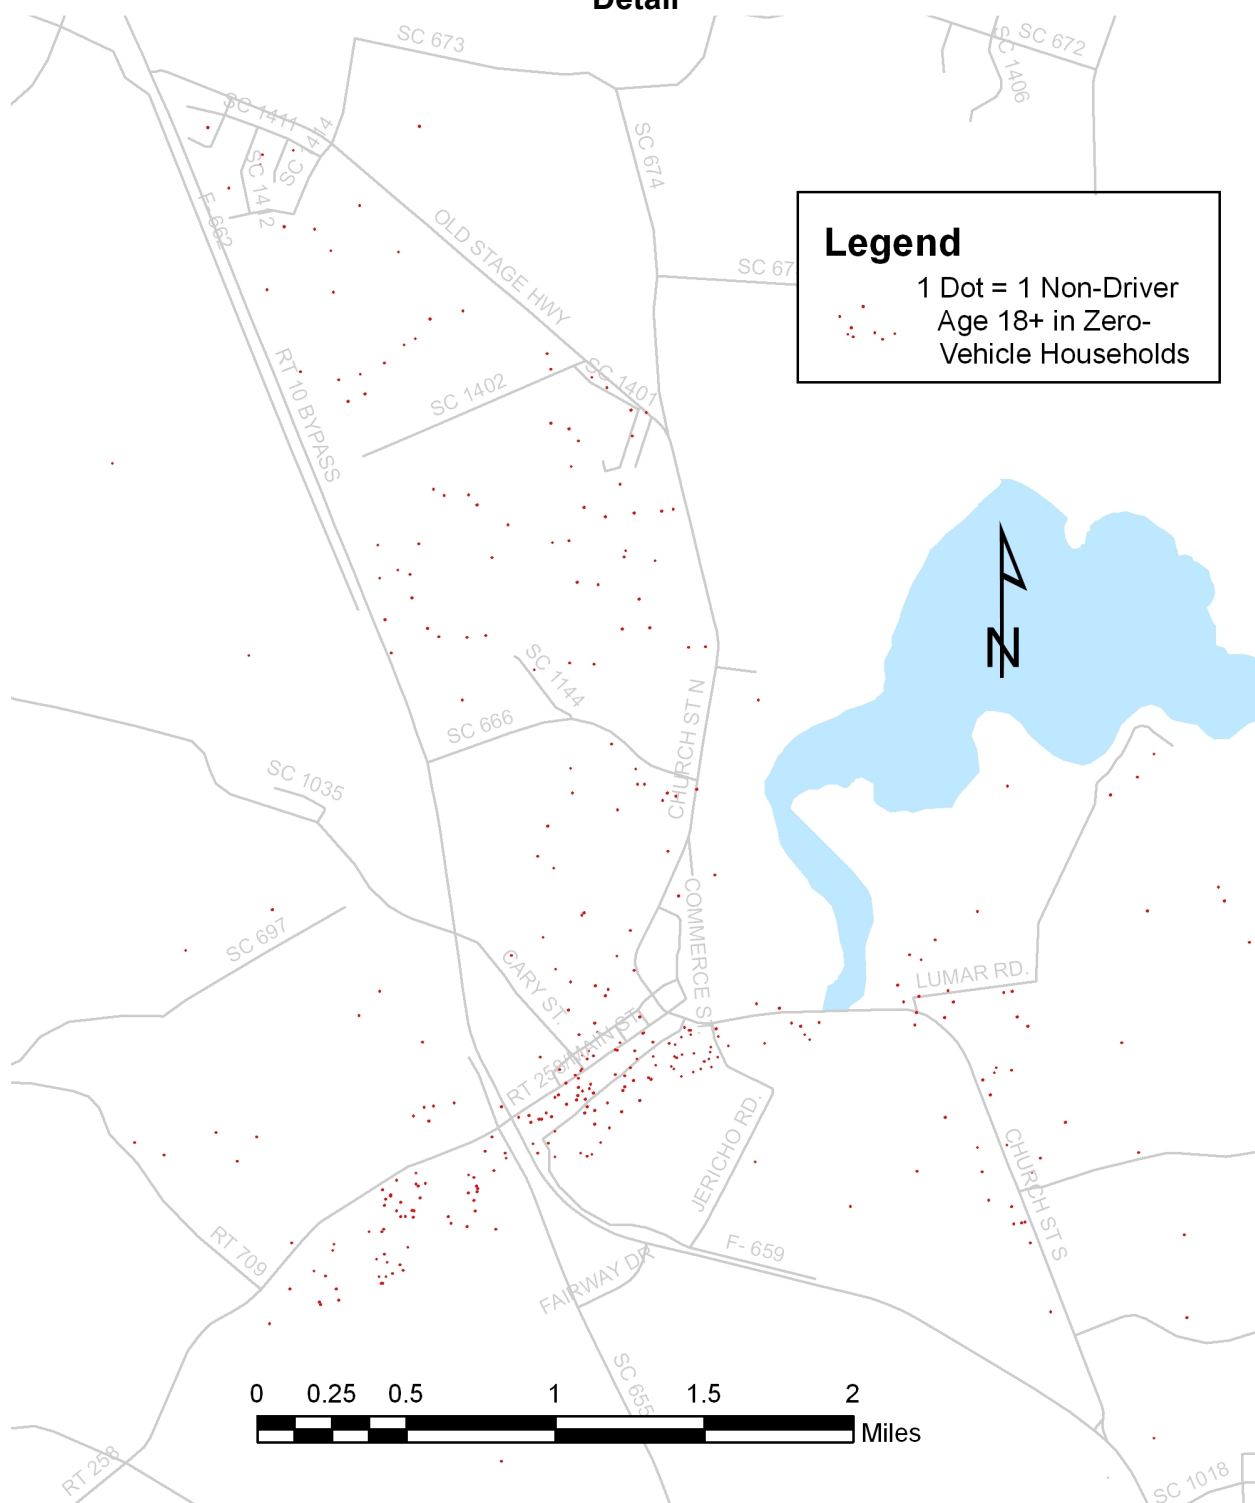 Detail
SC 673
SC 672
SC 1406
SC 1411
SC 1414
SC 674
SC 1412
F- 662
OLD STAGE HWY
SC 67
Legend
1 Dot = 1 Non-Driver
Age 18+ in Zero-
Vehicle Households
RT 10 BYPASS
SC 1402
SC 1401
N
SC 1144
CHURCH ST N
SC 666
SC 1035
COMMERCE ST.
SC 697
CARY ST.
LUMAR RD.
RT 258/MAIN ST.
JERICHO RD.
CHURCH ST S
RT 709
F- 659
FAIRWAY DR
SC 655
0 0.25 0.5 1 1.5 2
Miles
RT 258
SC 1018